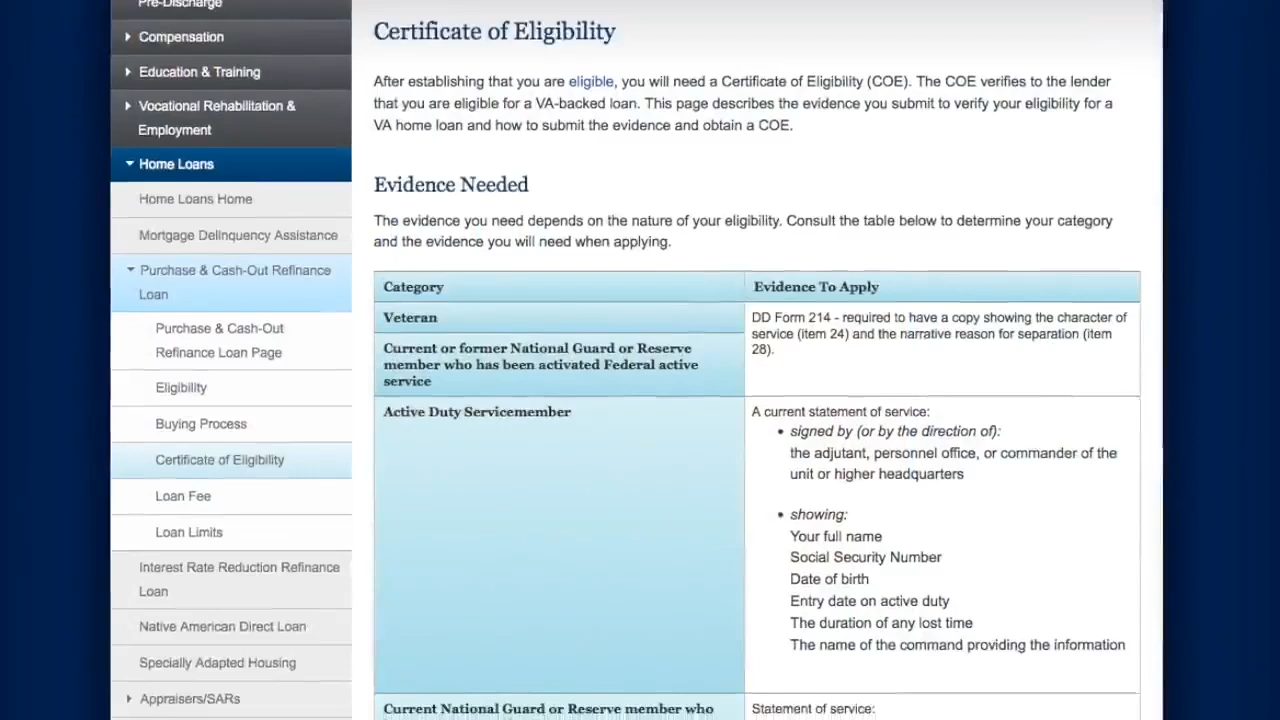 Pre-Discharge
Compensation
Education & Training
Vocational Rehabilitation &
Employment
Home Loans
Home Loans Home
Mortgage Delinquency Assistance
Purchase & Cash-Out Refinance
Loan
Purchase & Cash-Out
Refinance Loan Page
Eligibility
Buying Process
Certificate of Eligibility
Loan Fee
Loan Limits
Interest Rate Reduction Refinance
Loan
Native American Direct Loan
Specially Adapted Housing
Appraisers/SARs
Certificate of Eligibility
After establishing that you are eligible, you will need a Certificate of Eligibility (COE). The COE verifies to the lender
that you are eligible for a VA-backed loan. This page describes the evidence you submit to verify your eligibility for a
VA home loan and how to submit the evidence and obtain a COE.
Evidence Needed
The evidence you need depends on the nature of your eligibility. Consult the table below to determine your category
and the evidence you will need when applying.
Category
Evidence To Apply
Veteran
Current or former National Guard or Reserve
member who has been activated Federal active
service
DD Form 214 - required to have a copy showing the character of
service (item 24) and the narrative reason for separation (item
28).
Active Duty Servicemember
A current statement of service:
• signed by (or by the direction of):
the adjutant, personnel office, or commander of the
unit or higher headquarters
• showing:
Your full name
Social Security Number
Date of birth
Entry date on active duty
The duration of any lost time
The name of the command providing the information
Current National Guard or Reserve member who
Statement of service: